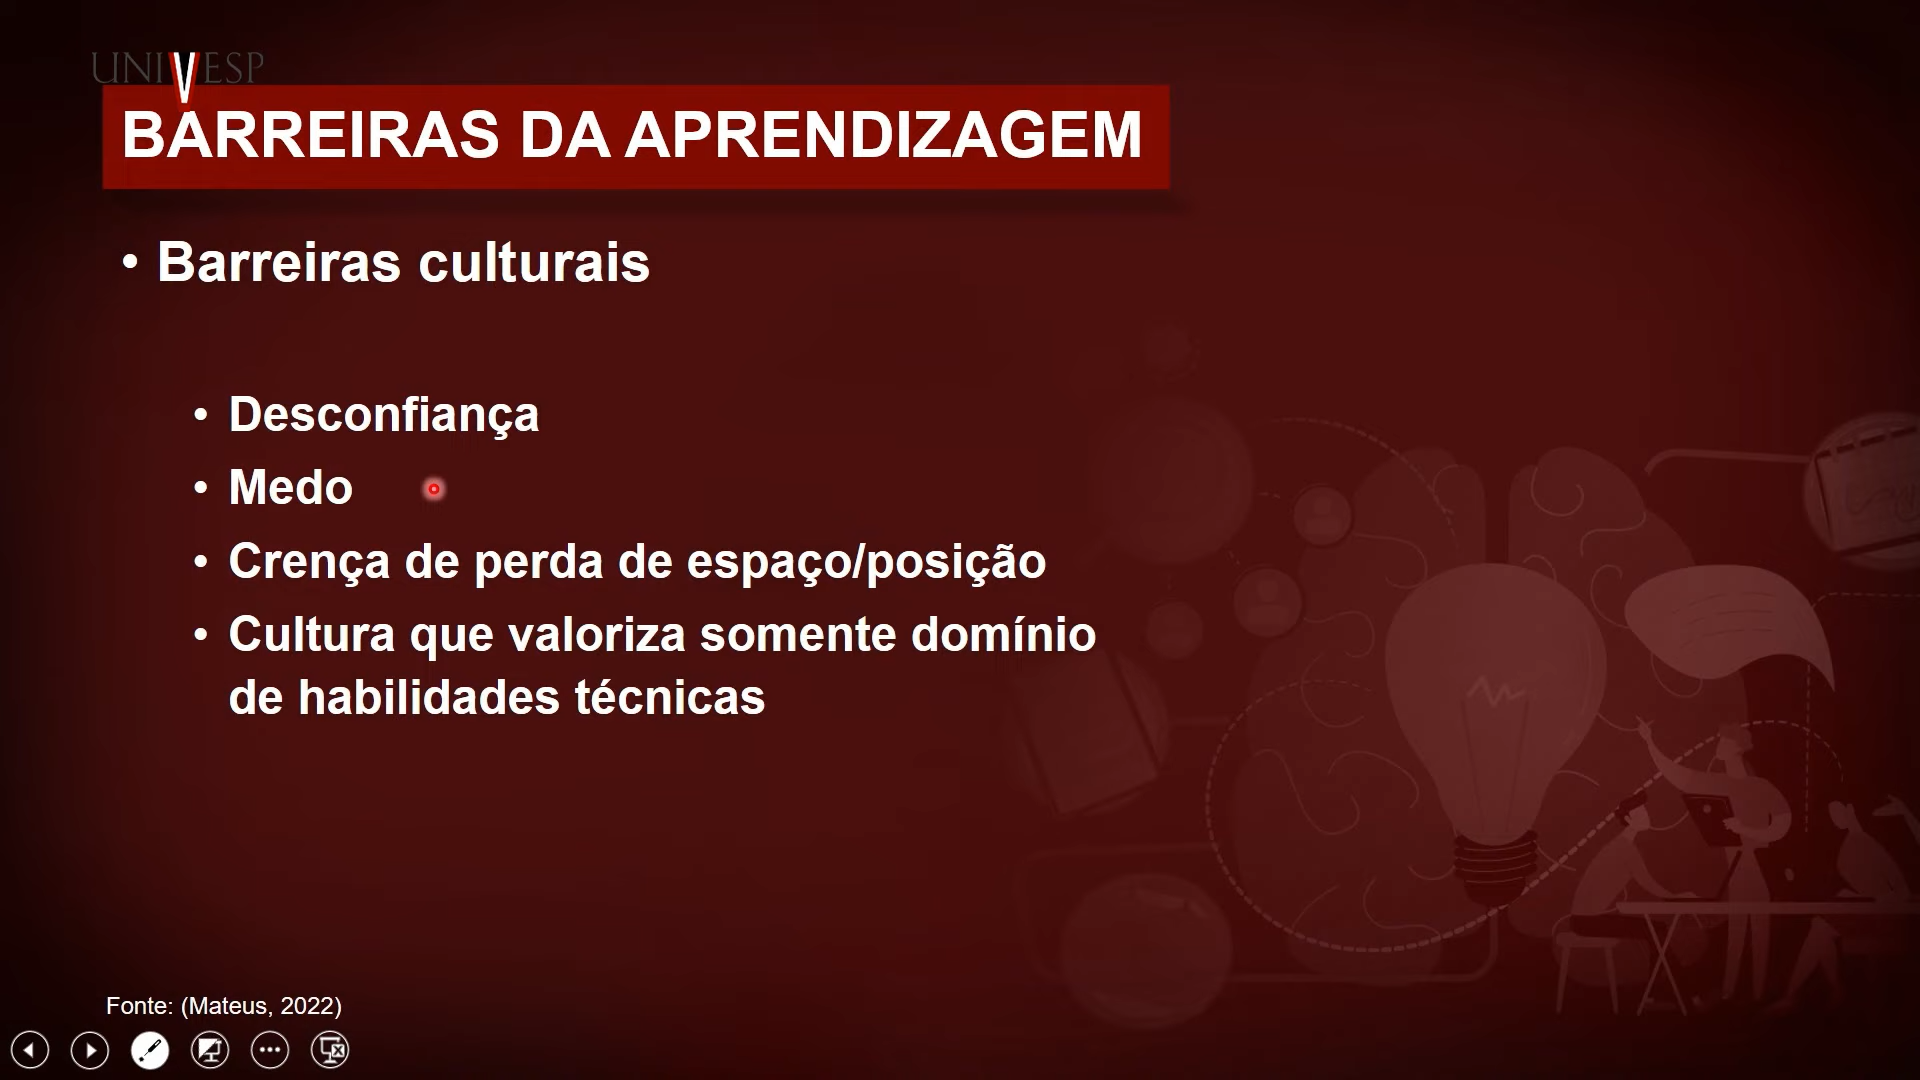 UNIVESP
BARREIRAS DA APRENDIZAGEM
• Barreiras culturais
• Desconfiança
• Medo
• Crença de perda de espaço/posição
• Cultura que valoriza somente domínio
de habilidades técnicas
Fonte: (Mateus, 2022)